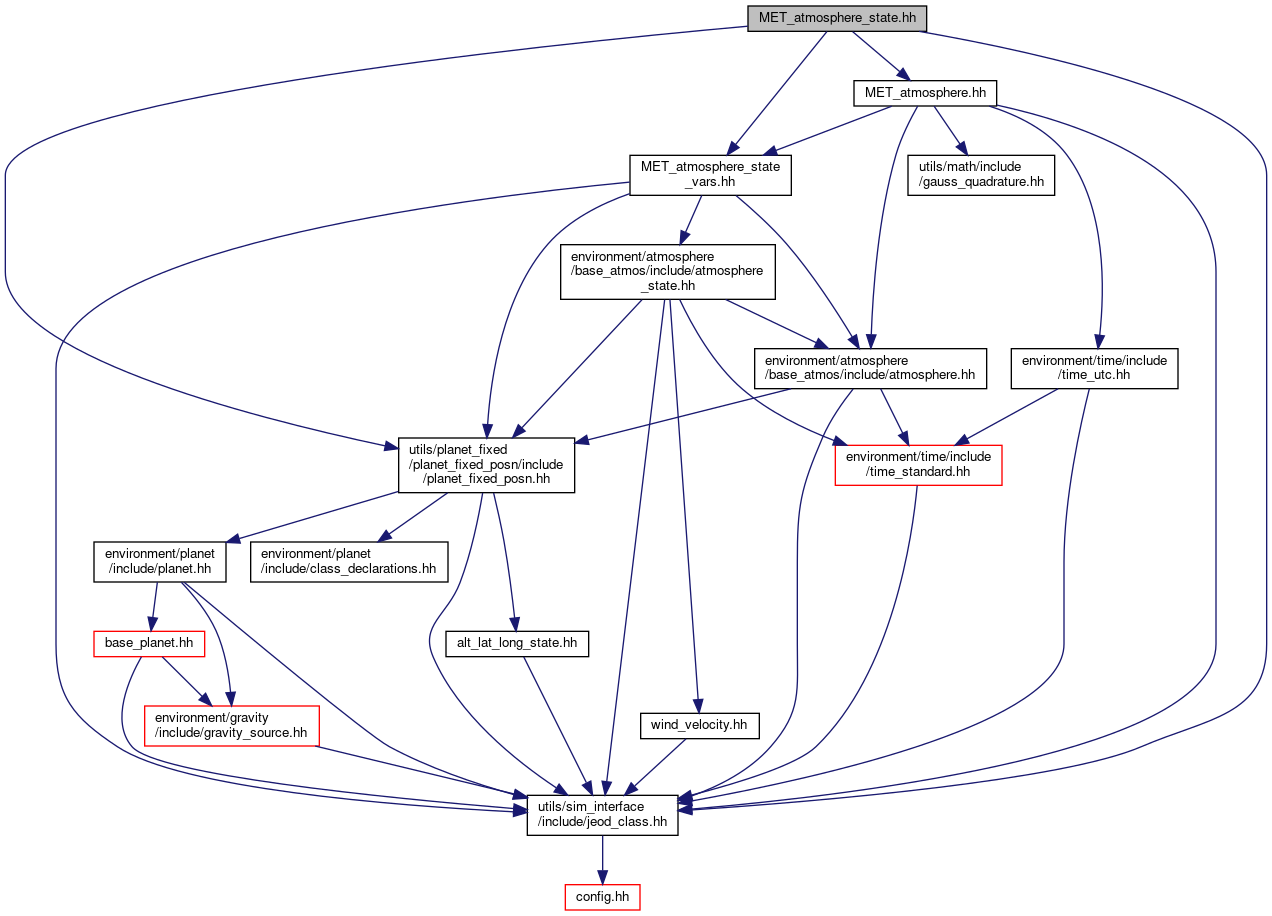 MET_atmosphere_state.hh
MET_atmosphere.hh
MET_atmosphere_state
_vars.hh
utils/math/include
/gauss_quadrature.hh
environment/atmosphere
/base_atmos/include/atmosphere
_state.hh
environment/atmosphere
/base_atmos/include/atmosphere.hh
environment/time/include
/time_utc.hh
utils/planet_fixed
/planet_fixed_posn/include
/planet_fixed_posn.hh
environment/time/include
/time_standard.hh
environment/planet
/include/planet.hh
environment/planet
/include/class_declarations.hh
base_planet.hh
alt_lat_long_state.hh
environment/gravity
/include/gravity_source.hh
wind_velocity.hh
utils/sim_interface
/include/jeod_class.hh
config.hh